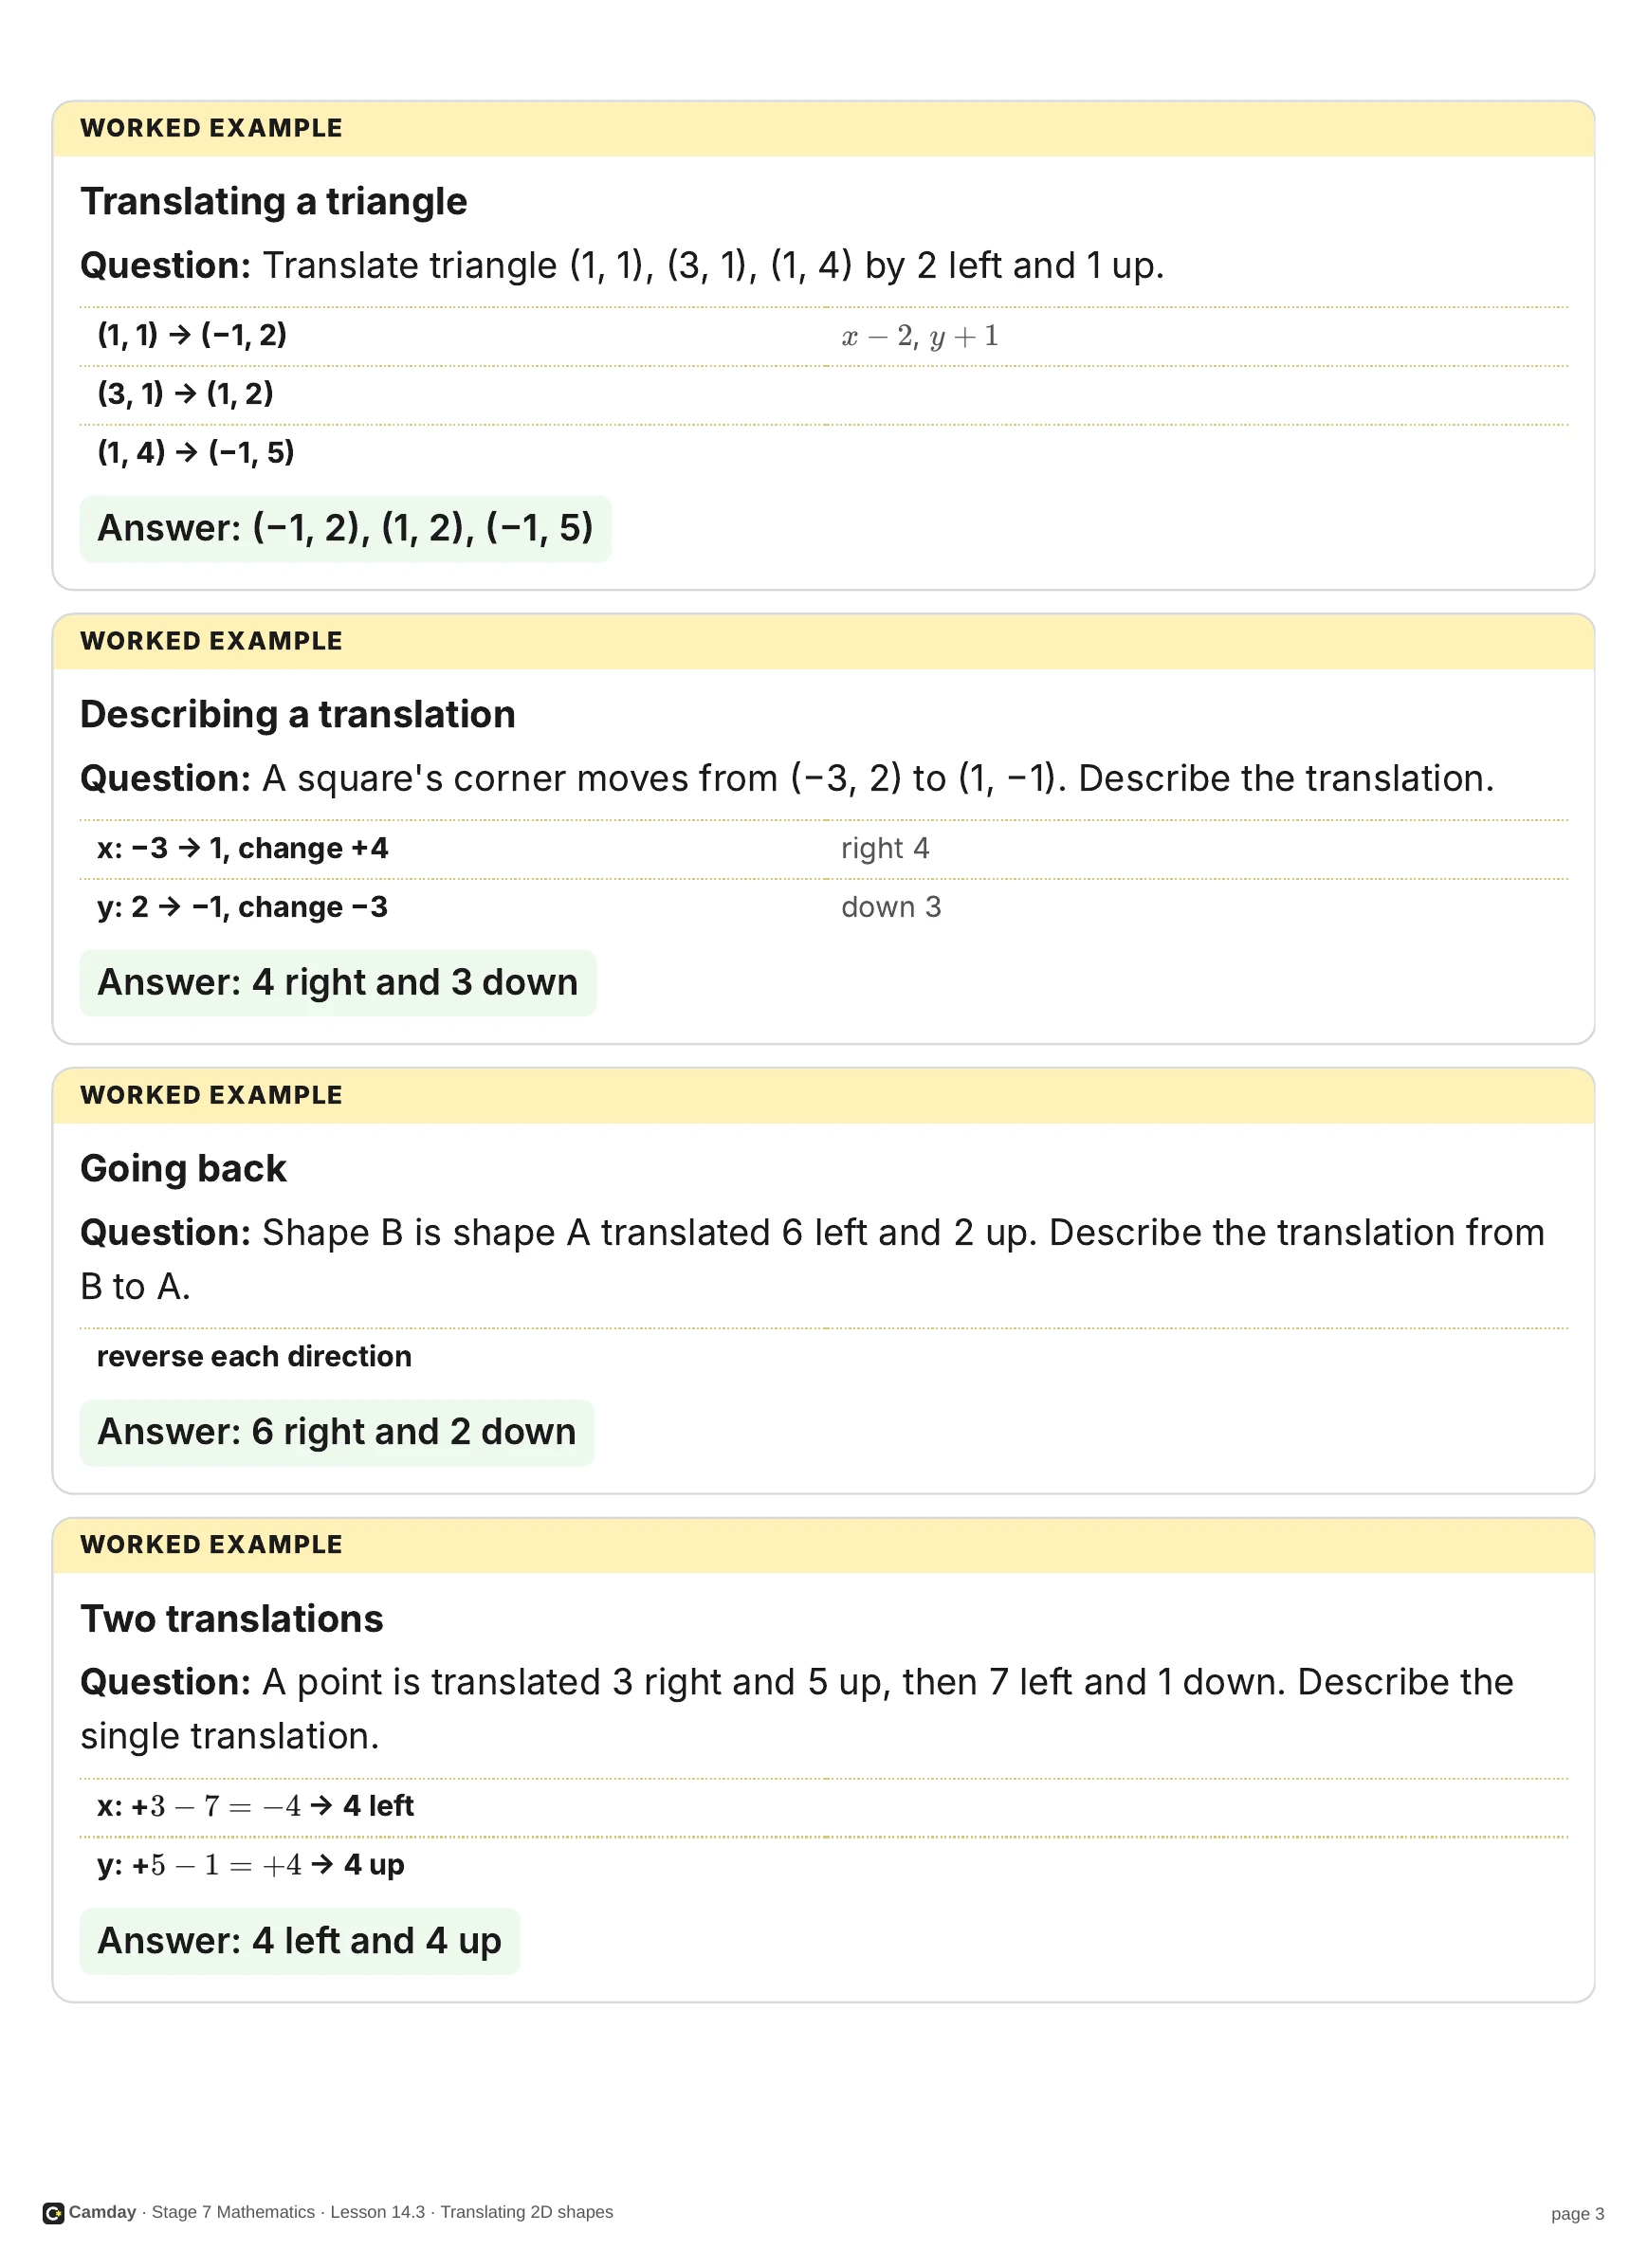 WORKED EXAMPLE
Translating a triangle
Question: Translate triangle (1, 1), (3, 1), (1, 4) by 2 left and 1 up.
(1, 1) → (−1, 2) x − 2, y + 1
(3, 1) → (1, 2)
(1, 4) → (−1, 5)
Answer: (−1, 2), (1, 2), (−1, 5)
WORKED EXAMPLE
Describing a translation
Question: A square's corner moves from (−3, 2) to (1, −1). Describe the translation.
x: −3 → 1, change +4 right 4
y: 2 → −1, change −3 down 3
Answer: 4 right and 3 down
WORKED EXAMPLE
Going back
Question: Shape B is shape A translated 6 left and 2 up. Describe the translation from
B to A.
reverse each direction
Answer: 6 right and 2 down
WORKED EXAMPLE
Two translations
Question: A point is translated 3 right and 5 up, then 7 left and 1 down. Describe the
single translation.
x: +3 − 7 = −4 → 4 left
y: +5 − 1 = +4 → 4 up
Answer: 4 left and 4 up
Camday · Stage 7 Mathematics · Lesson 14.3 · Translating 2D shapes page 3